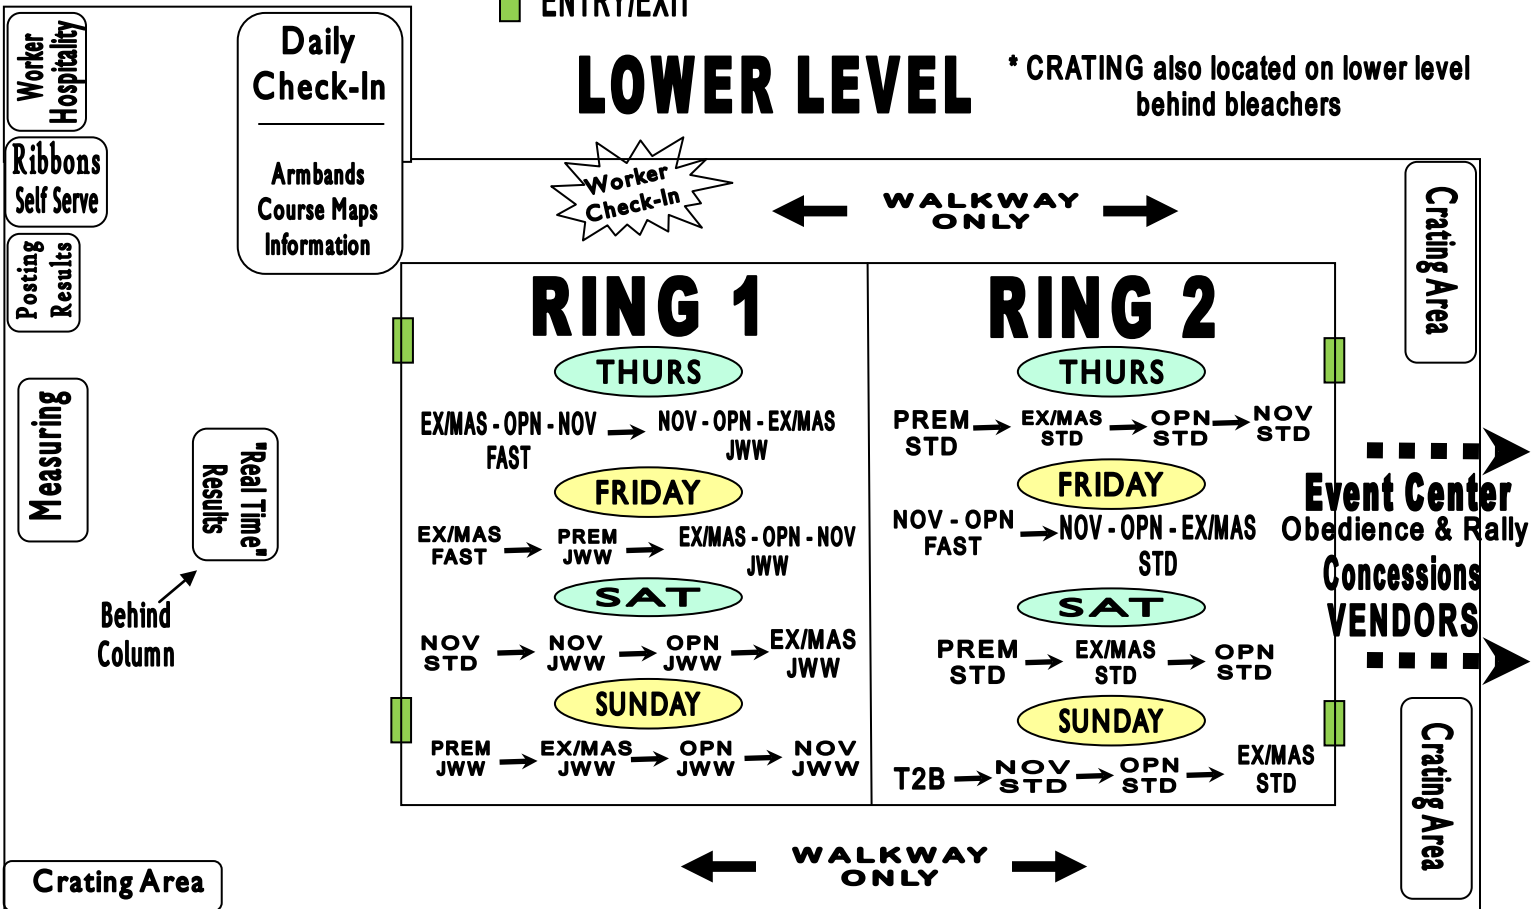 ENTRY/EXIT
LOWER LEVEL
* CRATING also located on lower level
behind bleachers
Worker
Hospitality
Ribbons
Self Serve
Posting
Results
Measuring
"Real Time"
Results
Behind
Column
Crating Area
Daily
Check-In
Armbands
Course Maps
Information
Worker
Check-In
WALKWAY
ONLY
Crating Area
RING 1
THURS
EX/MAS - OPN - NOV
FAST
NOV - OPN - EX/MAS
JWW
FRIDAY
EX/MAS
FAST
PREM
JWW
EX/MAS - OPN - NOV
JWW
SAT
NOV
STD
NOV
JWW
OPN
JWW
EX/MAS
JWW
SUNDAY
PREM
JWW
EX/MAS
JWW
OPN
JWW
NOV
JWW
RING 2
THURS
PREM
STD
EX/MAS
STD
OPN
STD
NOV
STD
FRIDAY
NOV - OPN
FAST
NOV - OPN - EX/MAS
STD
SAT
PREM
STD
EX/MAS
STD
OPN
STD
SUNDAY
T2B
NOV
STD
OPN
STD
EX/MAS
STD
Event Center
Obedience & Rally
Concessions
VENDORS
Crating Area
WALKWAY
ONLY